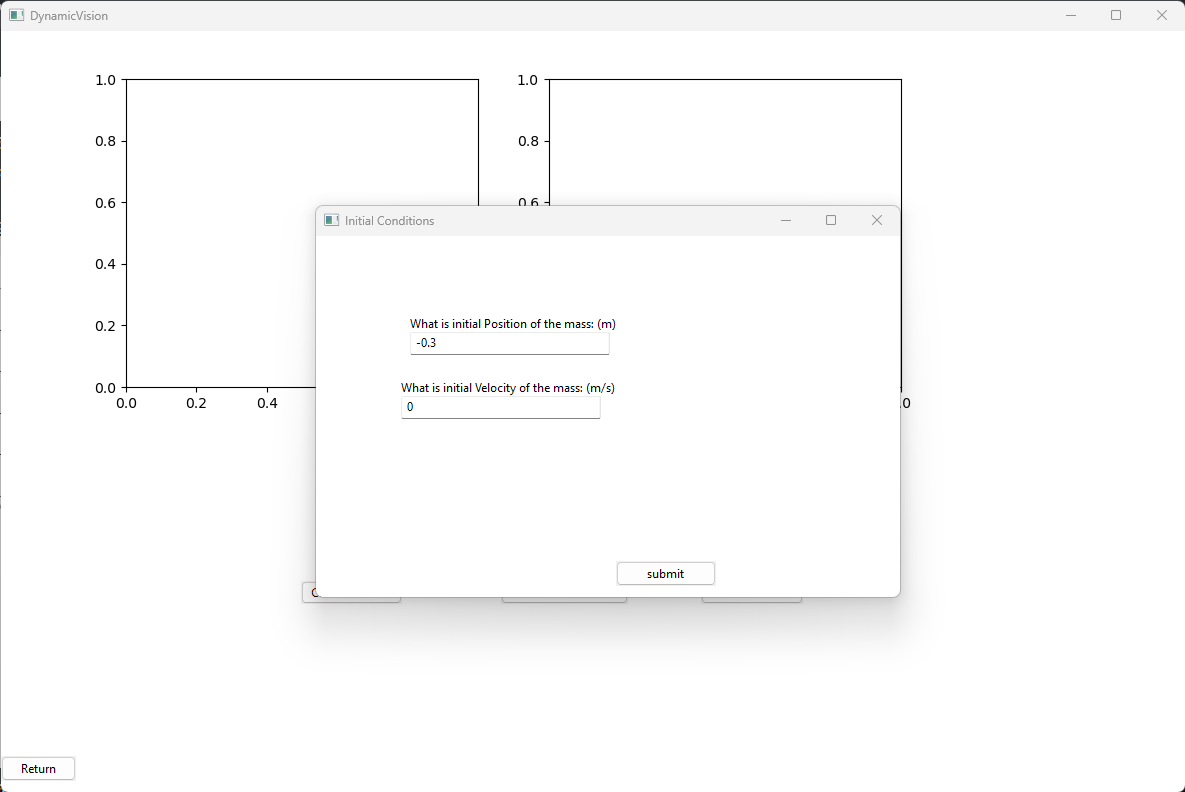 DynamicVision
1.0
0.8
0.6
0.4
0.2
0.0
0.0 0.2 0.4
1.0
0.8
0.6
.0
Initial Conditions
What is initial Position of the mass: (m)
-0.3
What is initial Velocity of the mass: (m/s)
0
submit
Return